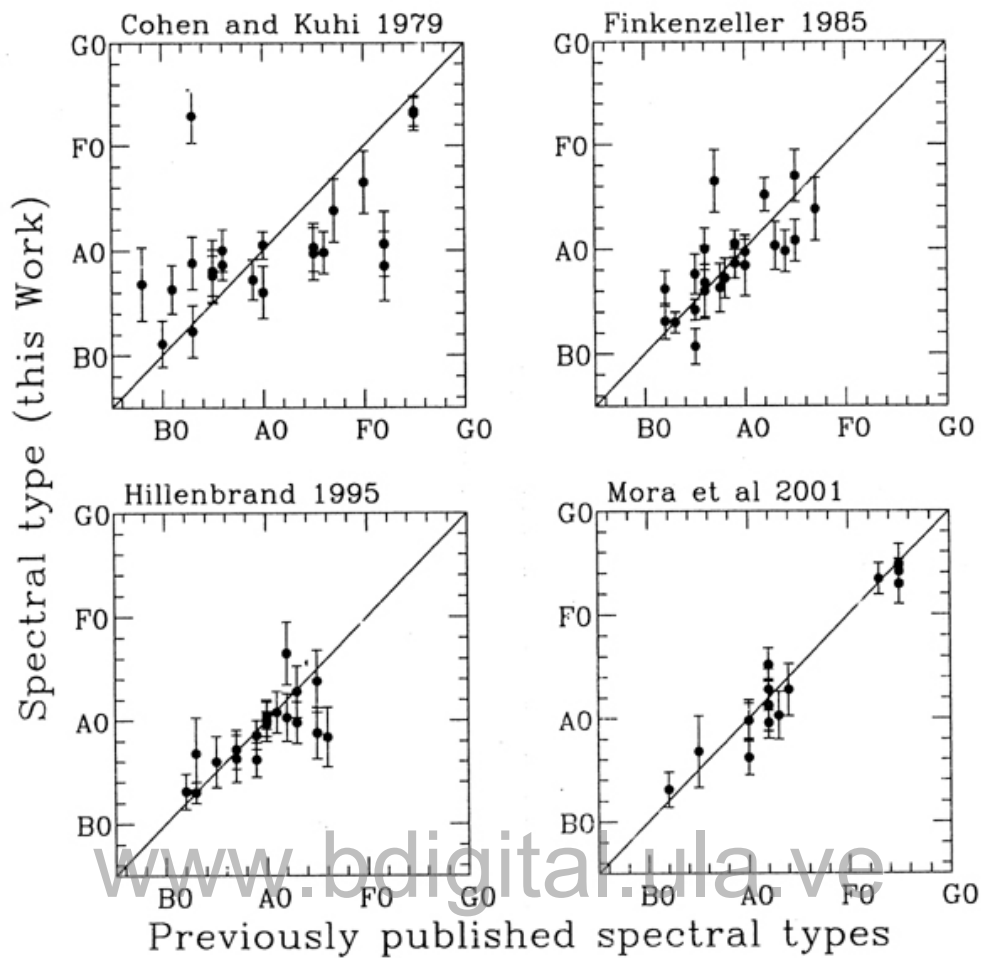 Cohen and Kuhi 1979
Finkenzeller 1985
G0
G0
F0
F0
A0
A0
B0
B0
B0 A0 F0 G0
B0 A0 F0 G0
Spectral type (this Work)
Hillenbrand 1995
Mora et al 2001
G0
G0
F0
F0
A0
A0
B0
B0
B0 A0 F0 G0
B0 A0 F0 G0
www.bdigital.ula.ve
Previously published spectral types